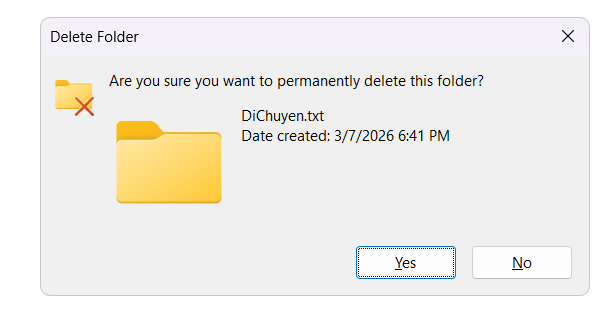 Delete Folder
Are you sure you want to permanently delete this folder?
DiChuyen.txt
Date created: 3/7/2026 6:41 PM
Yes
No